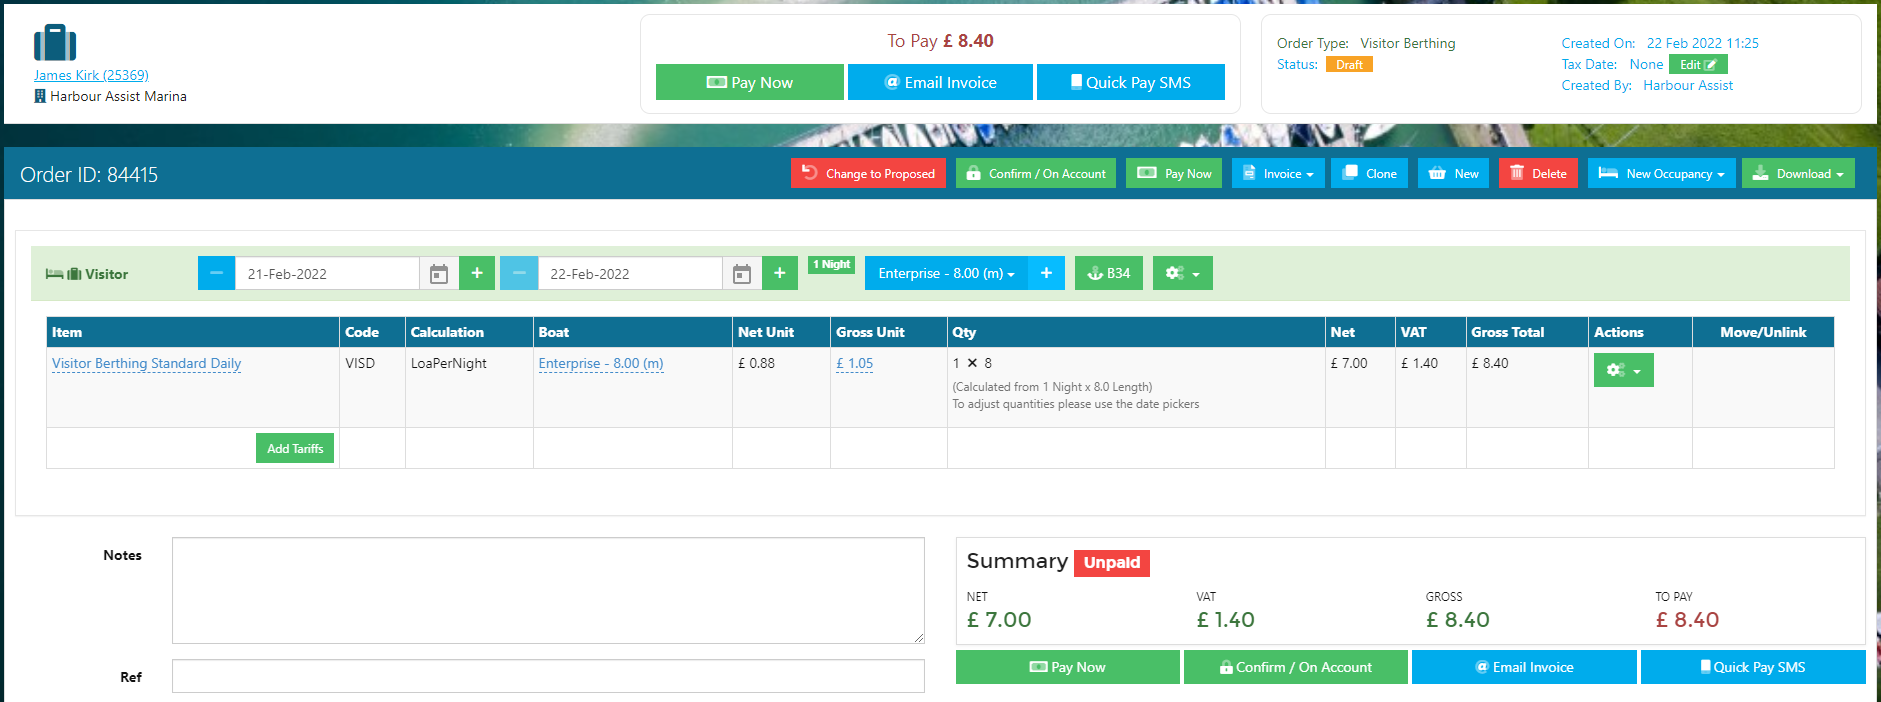 James Kirk (25369)
Harbour Assist Marina
To Pay £ 8.40
Pay Now
@ Email Invoice
Quick Pay SMS
Order Type: Visitor Berthing
Status: Draft
Created On: 22 Feb 2022 11:25
Tax Date: None Edit
Created By: Harbour Assist
Order ID: 84415
Change to Proposed
Confirm / On Account
Pay Now
Invoice
Clone
New
Delete
New Occupancy
Download
Visitor
21-Feb-2022
22-Feb-2022
1 Night
Enterprise - 8.00 (m)
B34
Item Code Calculation Boat Net Unit Gross Unit Qty Net VAT Gross Total Actions Move/Unlink
Visitor Berthing Standard Daily VISD LoaPerNight Enterprise - 8.00 (m) £ 0.88 £ 1.05 1 × 8 £ 7.00 £ 1.40 £ 8.40
(Calculated from 1 Night x 8.0 Length)
To adjust quantities please use the date pickers
Add Tariffs
Notes
Ref
Summary Unpaid
NET VAT GROSS TO PAY
£ 7.00 £ 1.40 £ 8.40 £ 8.40
Pay Now
Confirm / On Account
@ Email Invoice
Quick Pay SMS